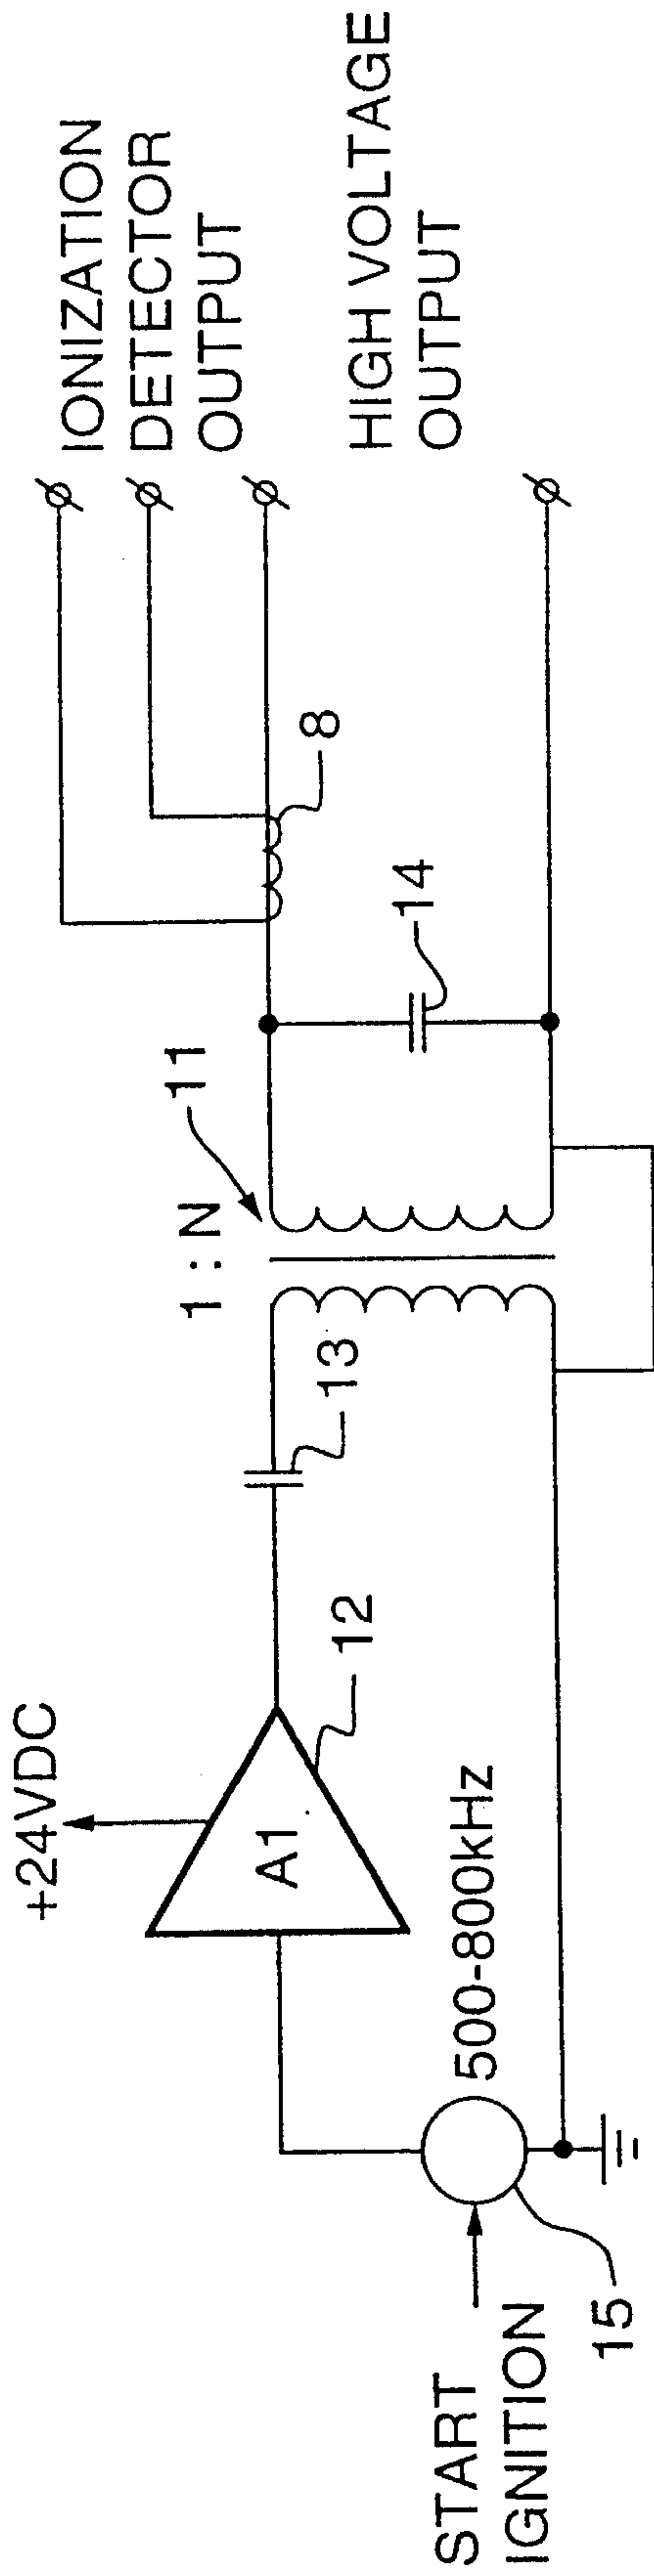 START
IGNITION
15
500-800kHz
+24VDC
A1
12
13
1 : N
11
14
8
IONIZATION
DETECTOR
OUTPUT
HIGH VOLTAGE
OUTPUT